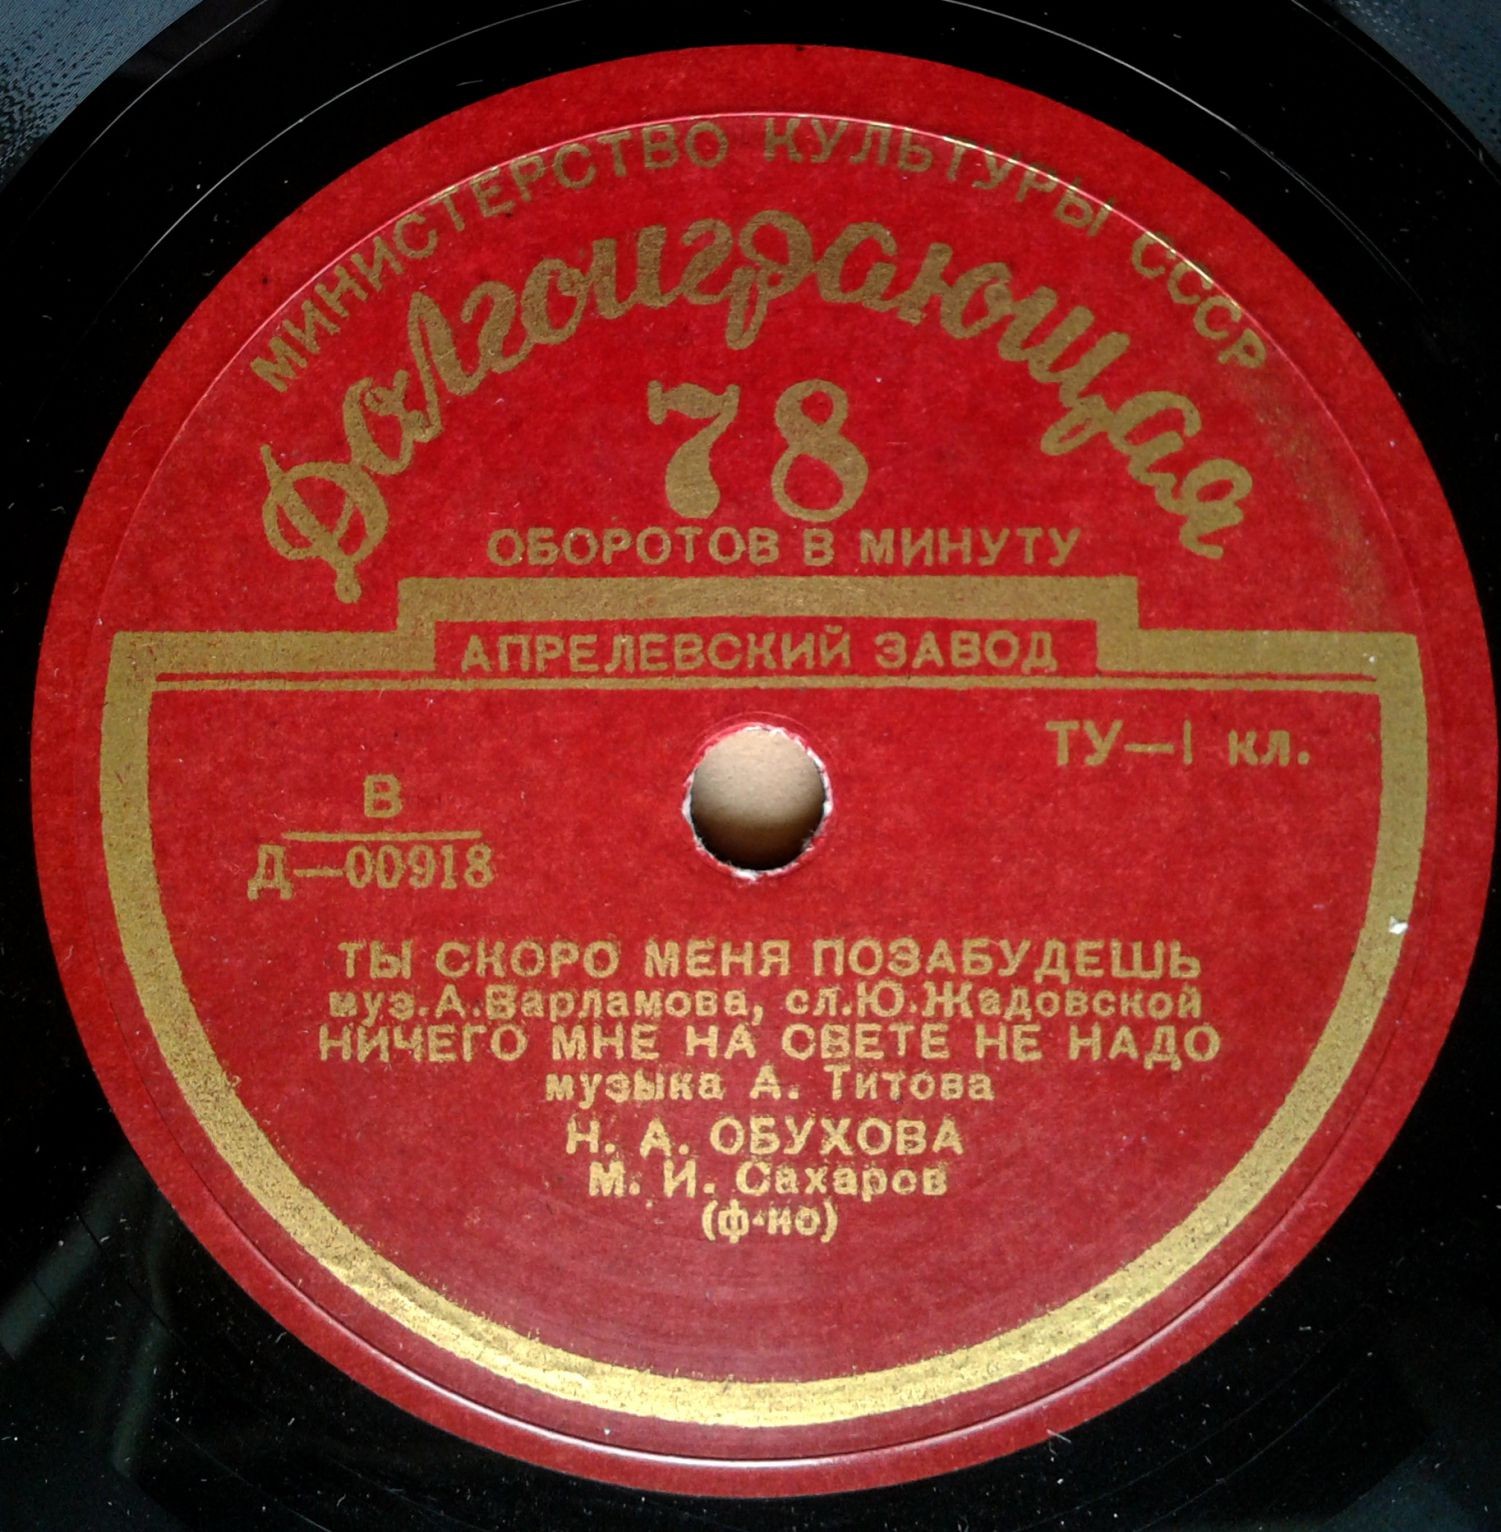 МИНИСТЕРСТВО КУЛЬТУРЫ СССР
Долгоиграющая
78
ОБОРОТОВ В МИНУТУ
АПРЕЛЕВСКИЙ ЗАВОД
ТУ—I кл.
В
Д—00918
ТЫ СКОРО МЕНЯ ПОЗАБУДЕШЬ
муз.А.Варламова, сл.Ю.Жадовской
НИЧЕГО МНЕ НА СВЕТЕ НЕ НАДО
музыка А. Титова
Н. А. ОБУХОВА
М. И. Сахаров
(ф-но)